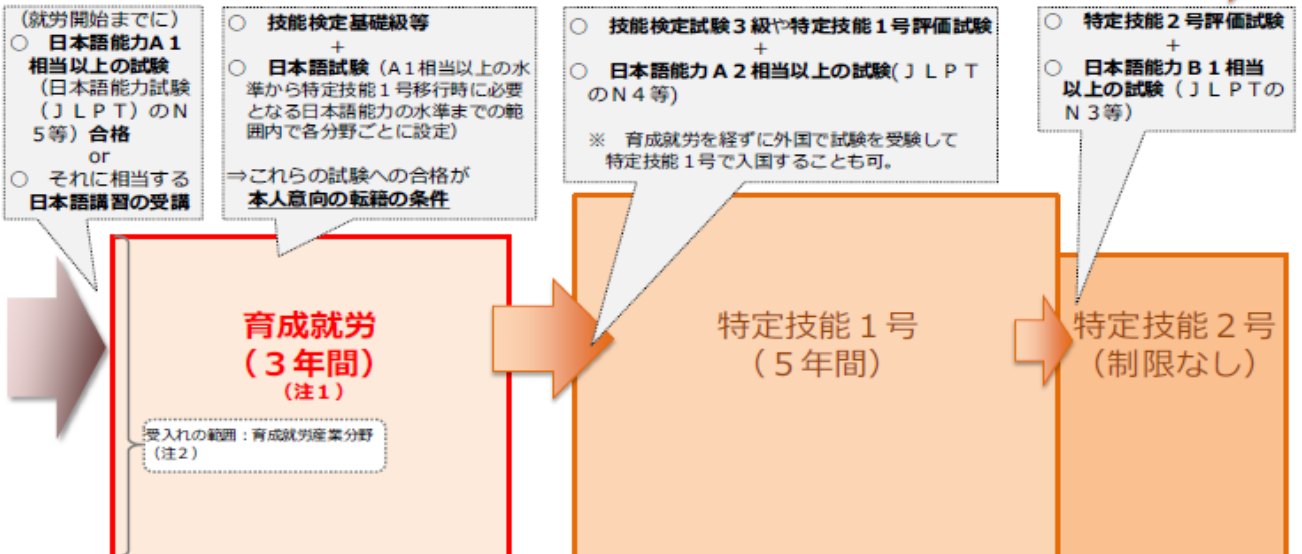 (就労開始までに)
○ 日本語能力A1
相当以上の試験
(日本語能力試験
(JLPT)のN
5等)合格
or
○ それに相当する
日本語講習の受講
○ 技能検定基礎級等
+
○ 日本語試験(A1相当以上の水
準から特定技能1号移行時に必要
となる日本語能力の水準までの範
囲内で各分野ごとに設定)
⇒これらの試験への合格が
本人意向の転籍の条件
○ 技能検定試験3級や特定技能1号評価試験
+
○ 日本語能力A2相当以上の試験(JLPT
のN4等)
※ 育成就労を経ずに外国で試験を受験して
特定技能1号で入国することも可。
○ 特定技能2号評価試験
+
○ 日本語能力B1相当
以上の試験(JLPTの
N3等)
育成就労
(3年間)
(注1)
受入れの範囲:育成就労産業分野
(注2)
特定技能1号
(5年間)
特定技能2号
(制限なし)